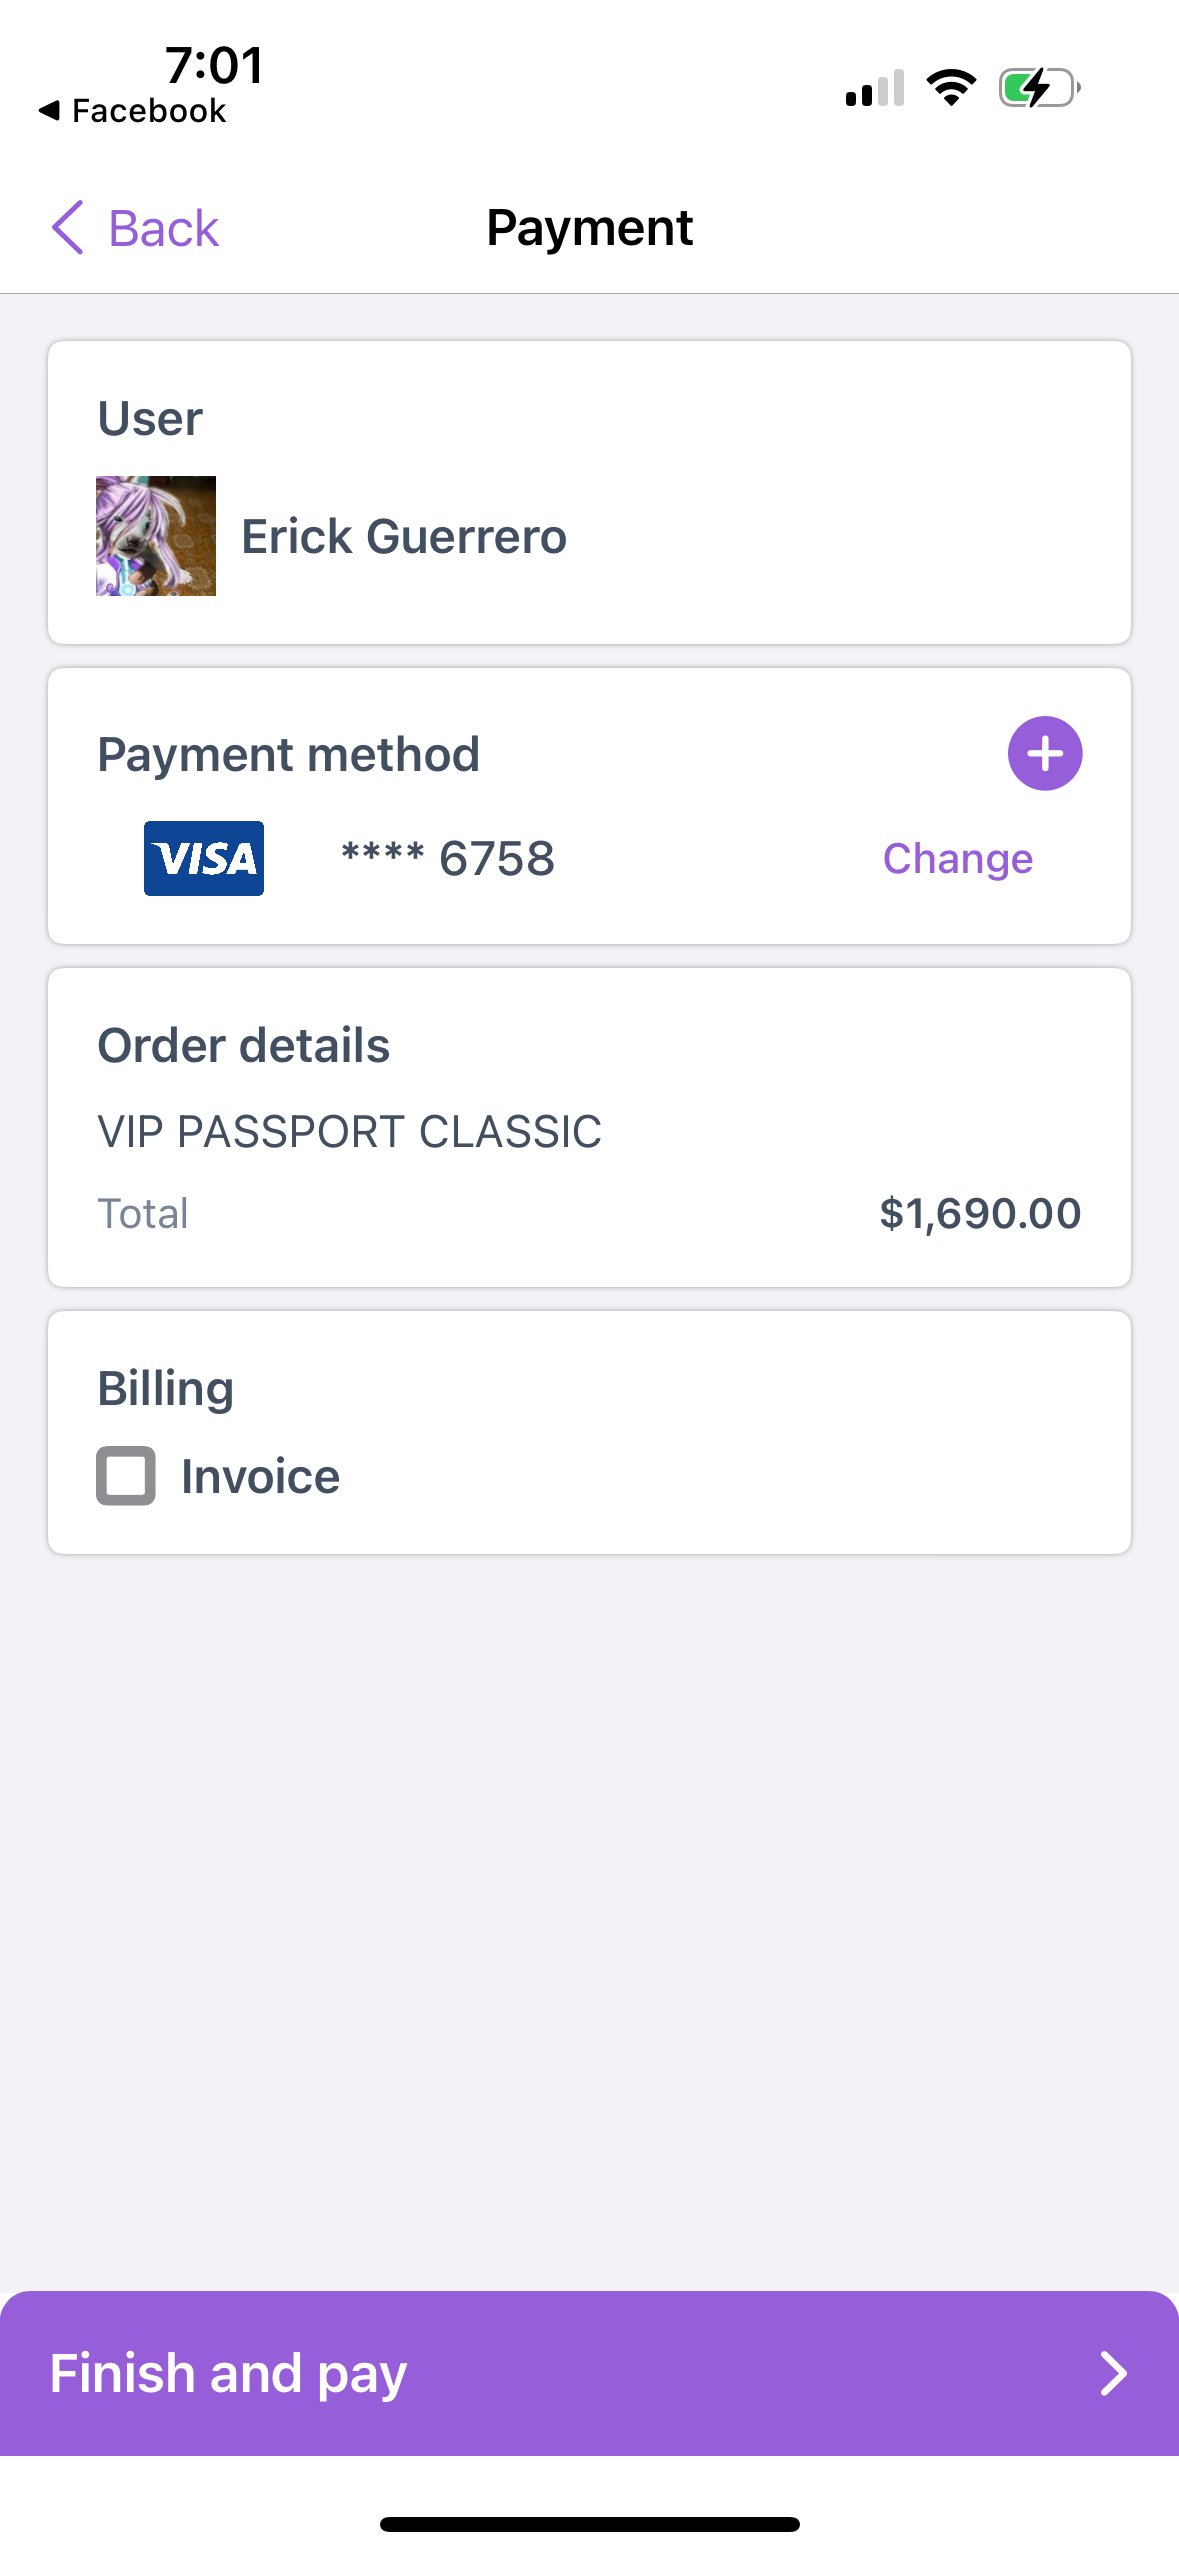 7:01
Facebook
Back
Payment
User
Erick Guerrero
Payment method
VISA
**** 6758
Change
Order details
VIP PASSPORT CLASSIC
Total
$1,690.00
Billing
Invoice
Finish and pay